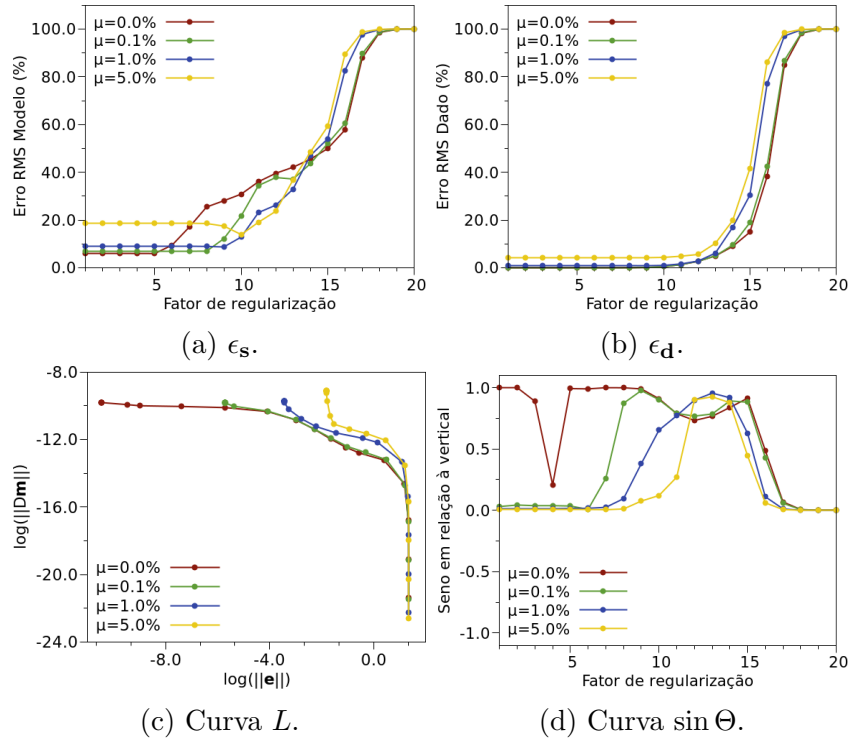 100.0
80.0
60.0
40.0
20.0
0.0
Erro RMS Modelo (%)
μ=0.0%
μ=0.1%
μ=1.0%
μ=5.0%
5
10
15
20
Fator de regularização
(a) ϵₛ.
100.0
80.0
60.0
40.0
20.0
0.0
Erro RMS Dado (%)
μ=0.0%
μ=0.1%
μ=1.0%
μ=5.0%
5
10
15
20
Fator de regularização
(b) ϵd.
-8.0
-12.0
-16.0
-20.0
-24.0
log(||Dm||)
μ=0.0%
μ=0.1%
μ=1.0%
μ=5.0%
-8.0
-4.0
0.0
log(||e||)
(c) Curva L.
1.0
0.5
0.0
-0.5
-1.0
Seno em relação à vertical
μ=0.0%
μ=0.1%
μ=1.0%
μ=5.0%
5
10
15
20
Fator de regularização
(d) Curva sin Θ.